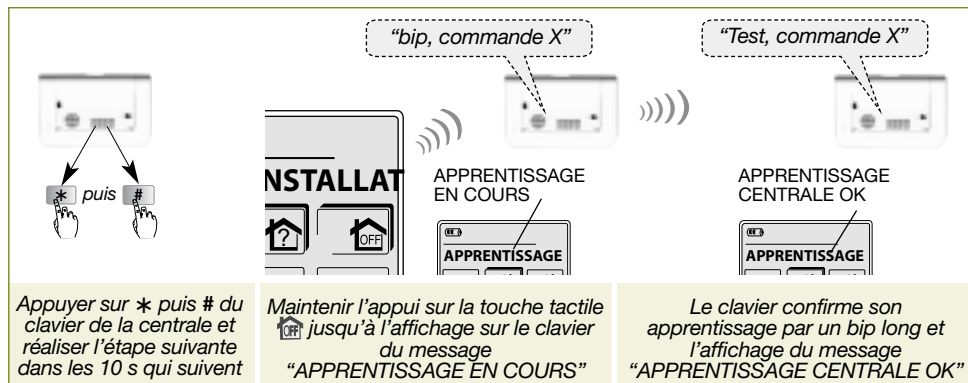 “bip, commande X”
“Test, commande X”
* puis #
NSTALLAT
? OFF
APPRENTISSAGE
EN COURS
APPRENTISSAGE
APPRENTISSAGE
CENTRALE OK
APPRENTISSAGE
Appuyer sur * puis # du
clavier de la centrale et
réaliser l’étape suivante
dans les 10 s qui suivent
Maintenir l’appui sur la touche tactile
OFF jusqu’à l’affichage sur le clavier
du message
“APPRENTISSAGE EN COURS”
Le clavier confirme son
apprentissage par un bip long et
l’affichage du message
“APPRENTISSAGE CENTRALE OK”